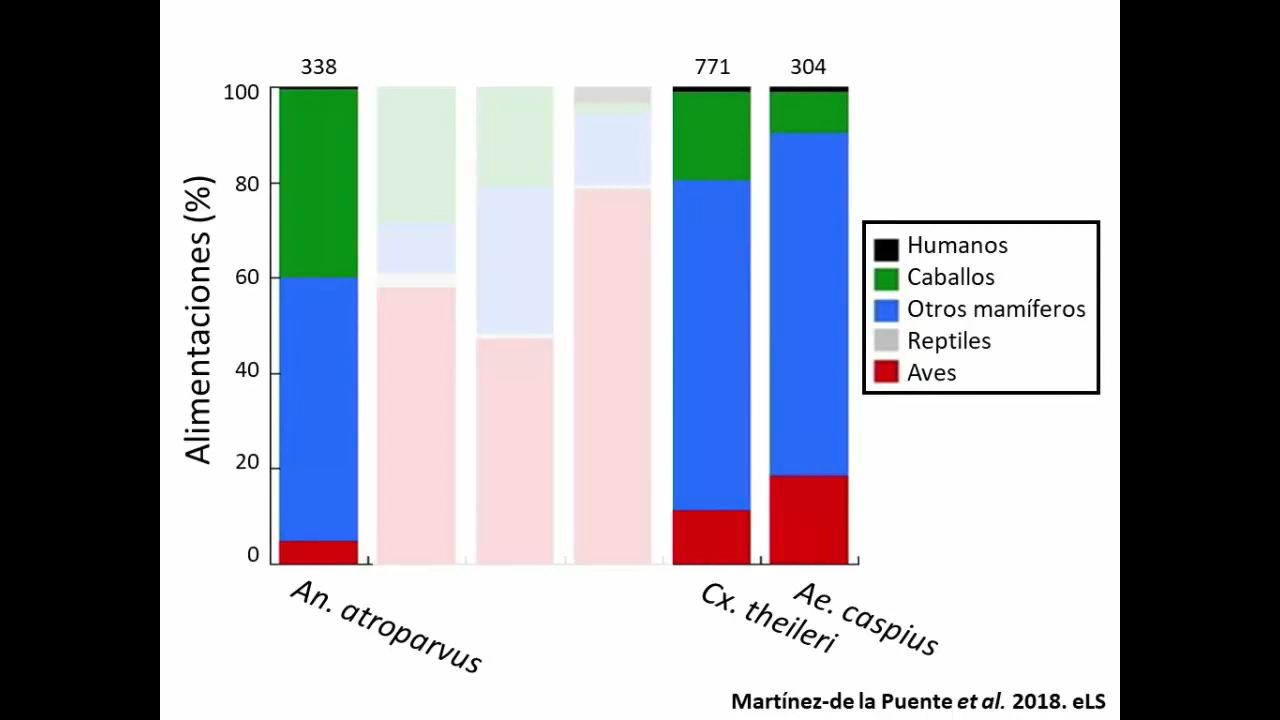 338
771
304
100
80
60
40
20
0
Alimentaciones (%)
Humanos
Caballos
Otros mamíferos
Reptiles
Aves
An. atroparvus
Cx. theileri
Ae. caspius
Martínez-de la Puente et al. 2018. eLS